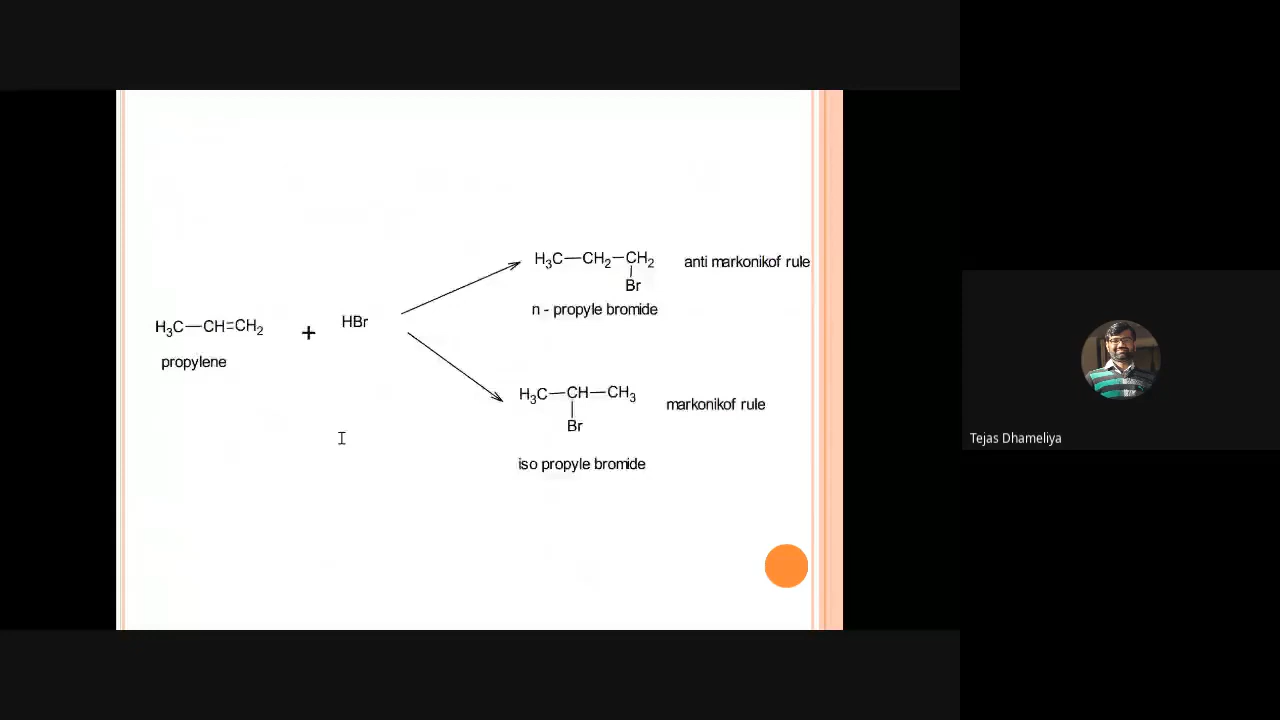 H₃C—CH₂—CH₂ anti markonikof rule
Br
n - propyle bromide
H₃C—CH=CH₂ + HBr
propylene
H₃C—CH—CH₃ markonikof rule
Br
iso propyle bromide
Tejas Dhameliya